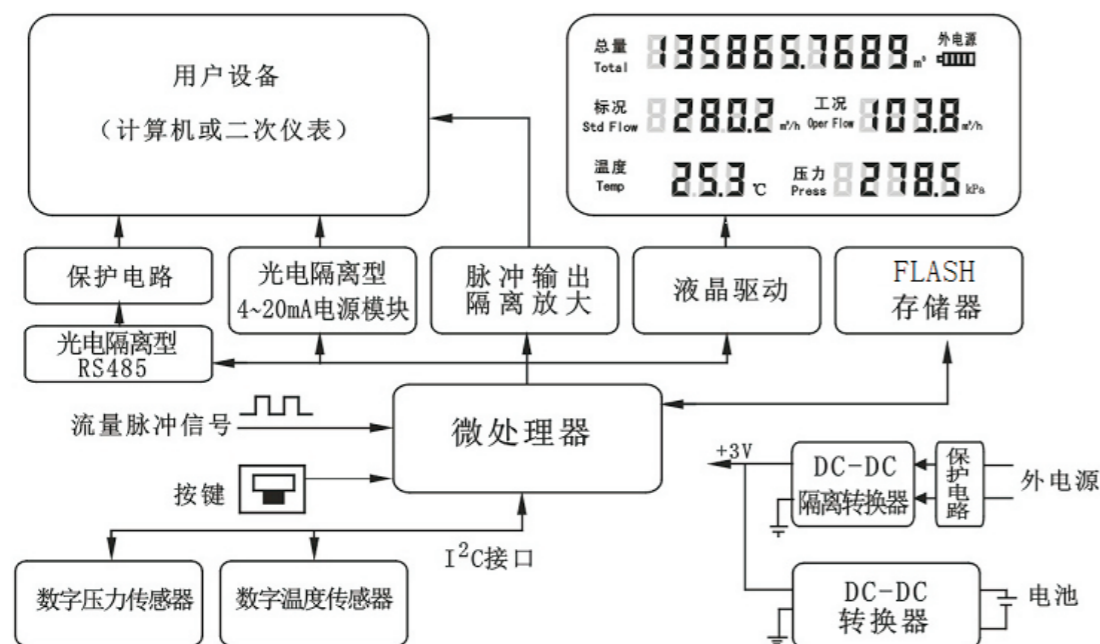 用户设备
（计算机或二次仪表）
总量 135865.7689 m³ 外电源
Total
标况 280.2 m³/h 工况 103.8 m³/h
Std Flow Oper Flow
温度 25.3 ℃ 压力 278.5 kPa
Temp Press
保护电路
光电隔离型
4~20mA电源模块
脉冲输出
隔离放大
液晶驱动
FLASH
存储器
光电隔离型
RS485
流量脉冲信号
微处理器
按键
I²C接口
数字压力传感器
数字温度传感器
+3V
DC-DC
隔离转换器
保护电路
外电源
DC-DC
转换器
电池